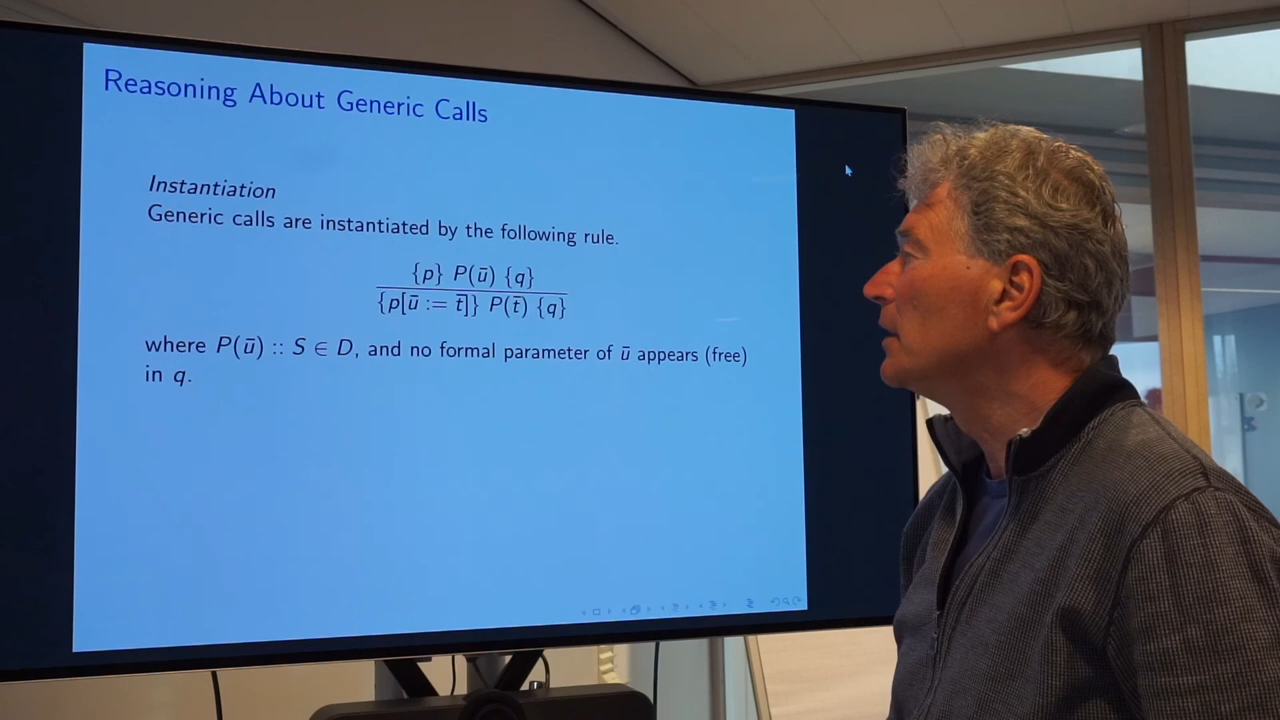 Reasoning About Generic Calls
Instantiation
Generic calls are instantiated by the following rule.
{p} P(ū) {q}
{p[ū := t̄]} P(t̄) {q}
where P(ū) :: S ∈ D, and no formal parameter of ū appears (free)
in q.